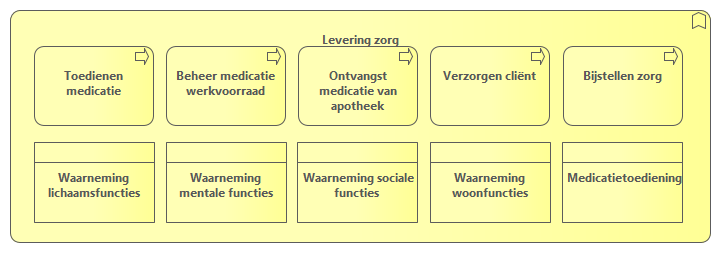 Levering zorg
Toedienen
medicatie
Beheer medicatie
werkvoorraad
Ontvangst
medicatie van
apotheek
Verzorgen cliënt
Bijstellen zorg
Waarneming
lichaamsfuncties
Waarneming
mentale functies
Waarneming sociale
functies
Waarneming
woonfuncties
Medicatietoediening